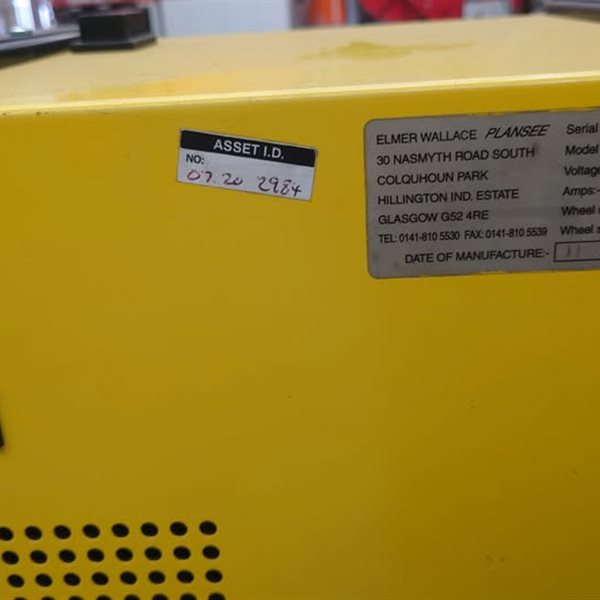 ASSET I.D.
NO:
07.20 2984
ELMER WALLACE PLANSEE Serial
30 NASMYTH ROAD SOUTH Model
COLQUHOUN PARK Voltage
HILLINGTON IND. ESTATE Amps:-
GLASGOW G52 4RE Wheel s
TEL: 0141-810 5530 FAX: 0141-810 5539 Wheel s
DATE OF MANUFACTURE:-